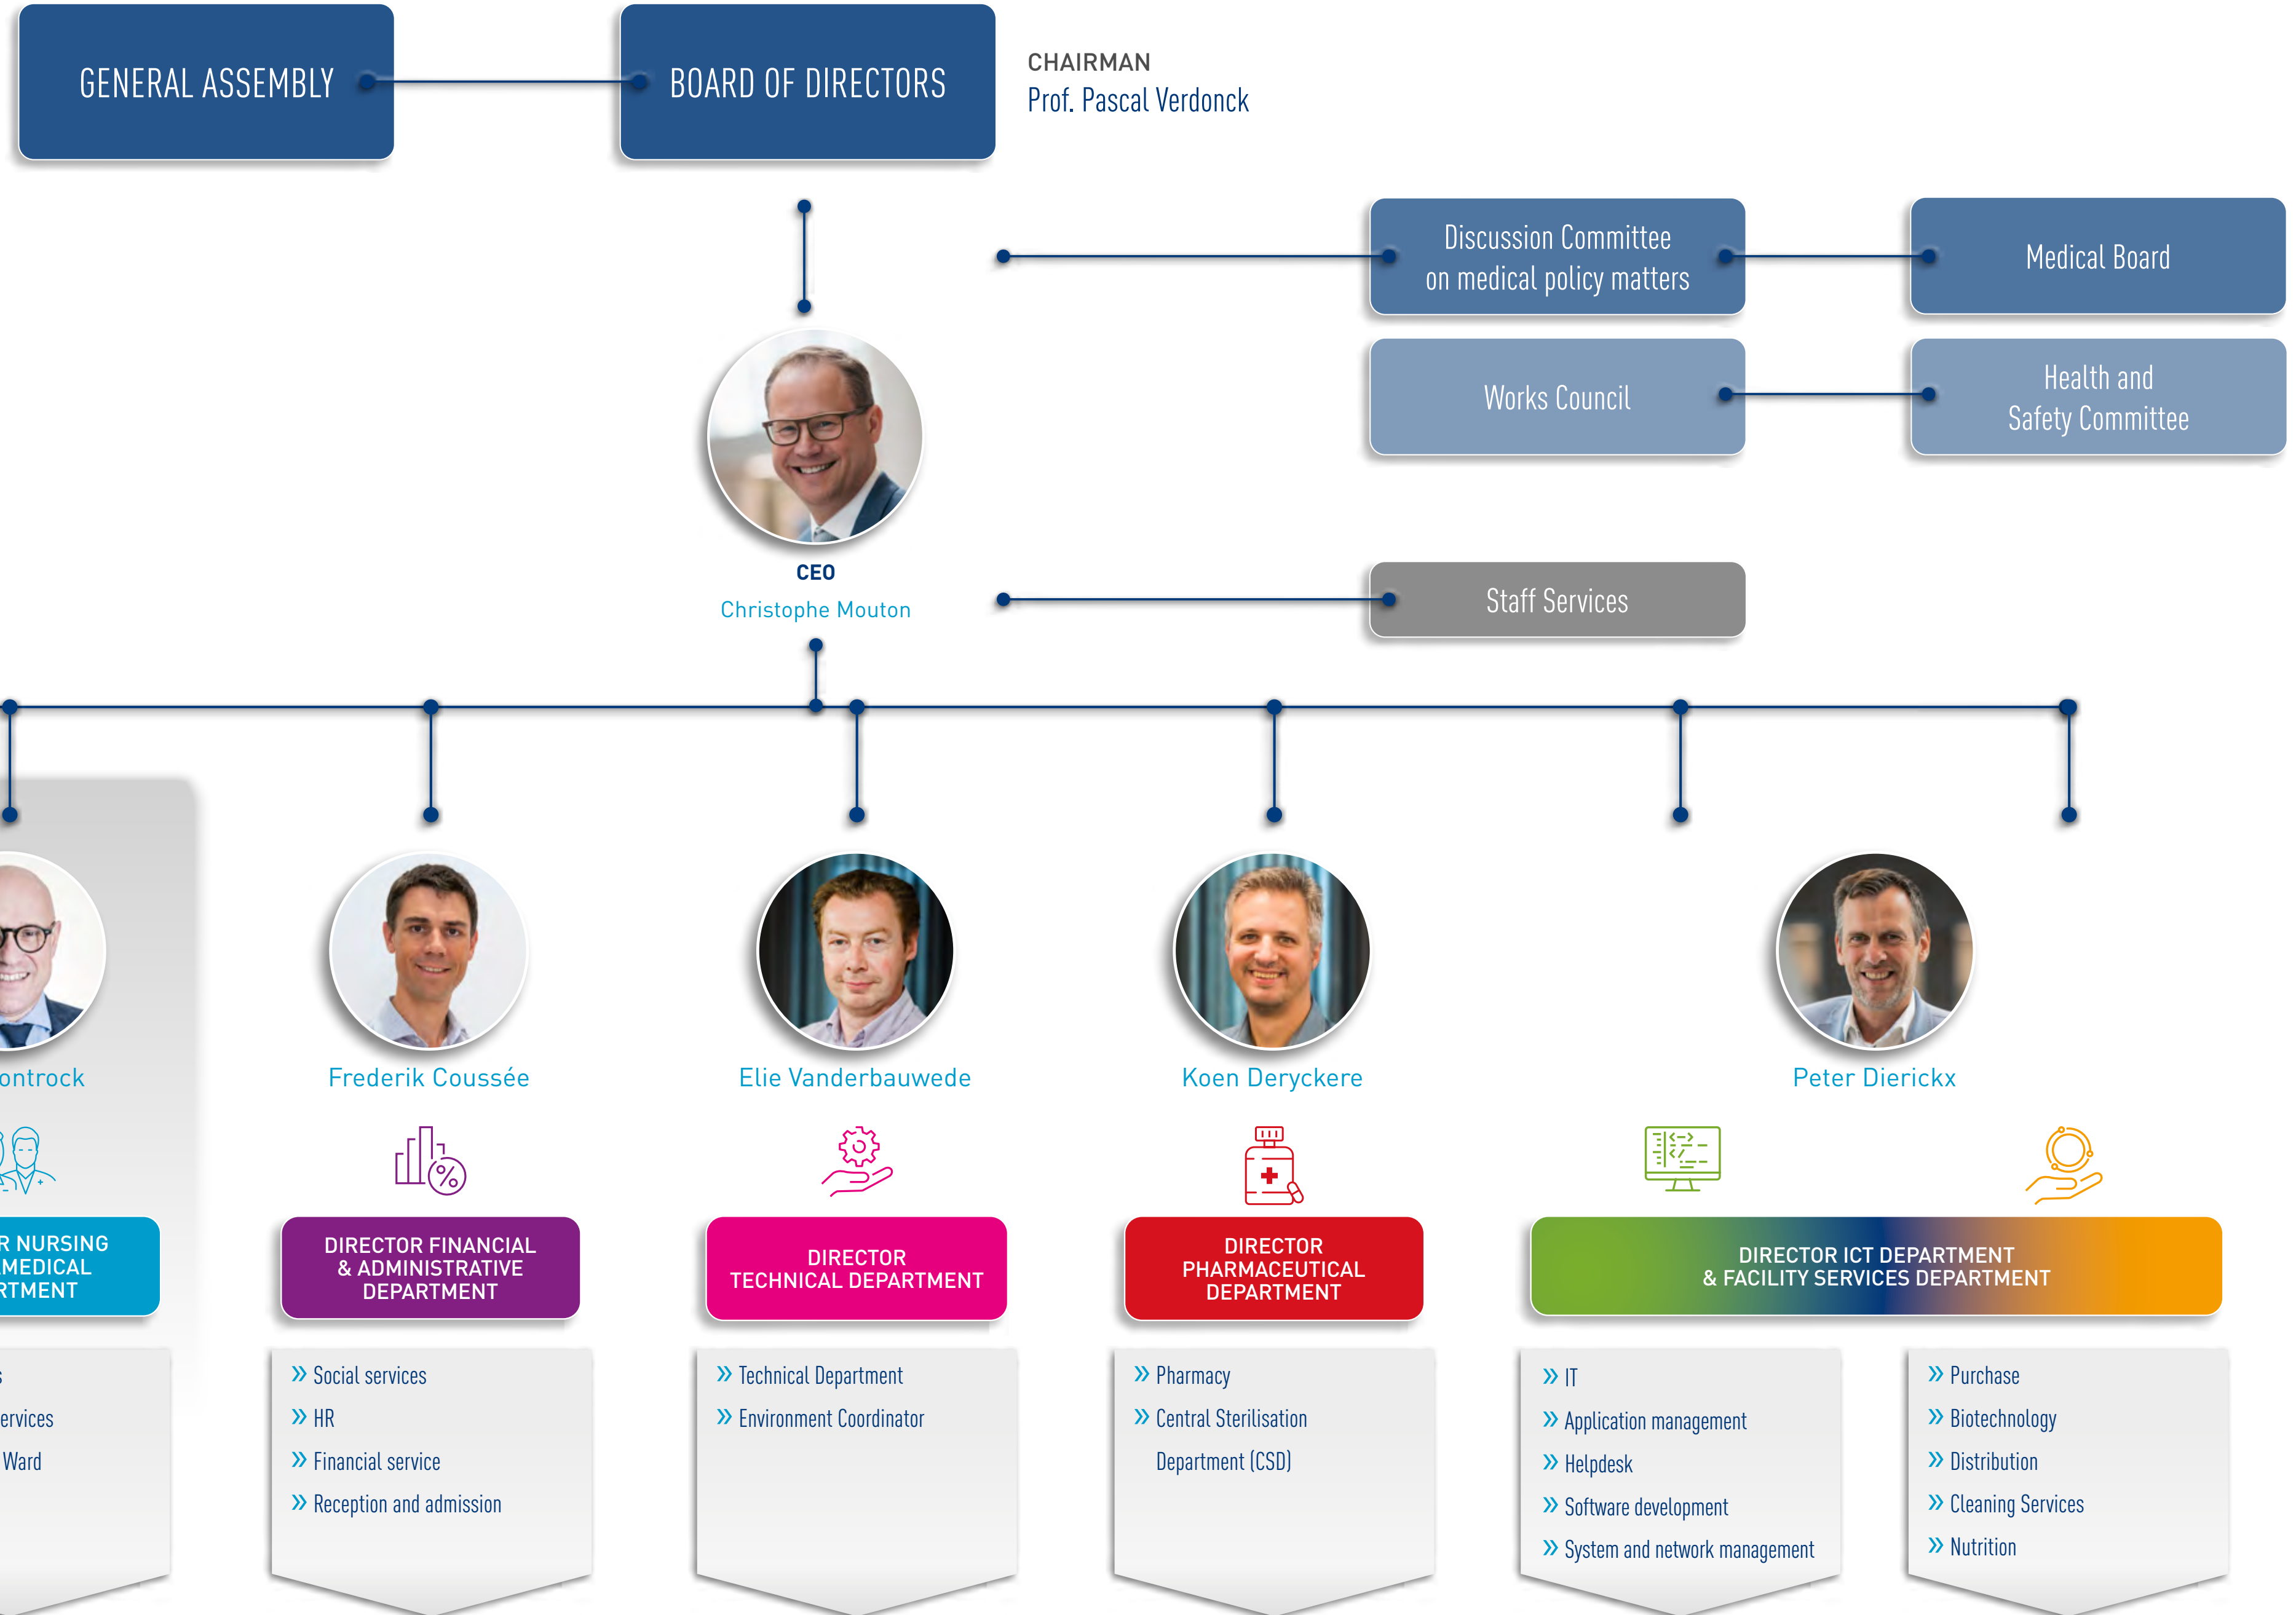 GENERAL ASSEMBLY
BOARD OF DIRECTORS
CHAIRMAN
Prof. Pascal Verdonck
Discussion Committee
on medical policy matters
Medical Board
Works Council
Health and
Safety Committee
CEO
Christophe Mouton
Staff Services
ontrock
Frederik Coussée
Elie Vanderbauwede
Koen Deryckere
Peter Dierickx
R NURSING
MEDICAL
RTMENT
DIRECTOR FINANCIAL
& ADMINISTRATIVE
DEPARTMENT
DIRECTOR
TECHNICAL DEPARTMENT
DIRECTOR
PHARMACEUTICAL
DEPARTMENT
DIRECTOR ICT DEPARTMENT
& FACILITY SERVICES DEPARTMENT
s
ervices
Ward
» Social services
» HR
» Financial service
» Reception and admission
» Technical Department
» Environment Coordinator
» Pharmacy
» Central Sterilisation
Department (CSD)
» IT
» Application management
» Helpdesk
» Software development
» System and network management
» Purchase
» Biotechnology
» Distribution
» Cleaning Services
» Nutrition